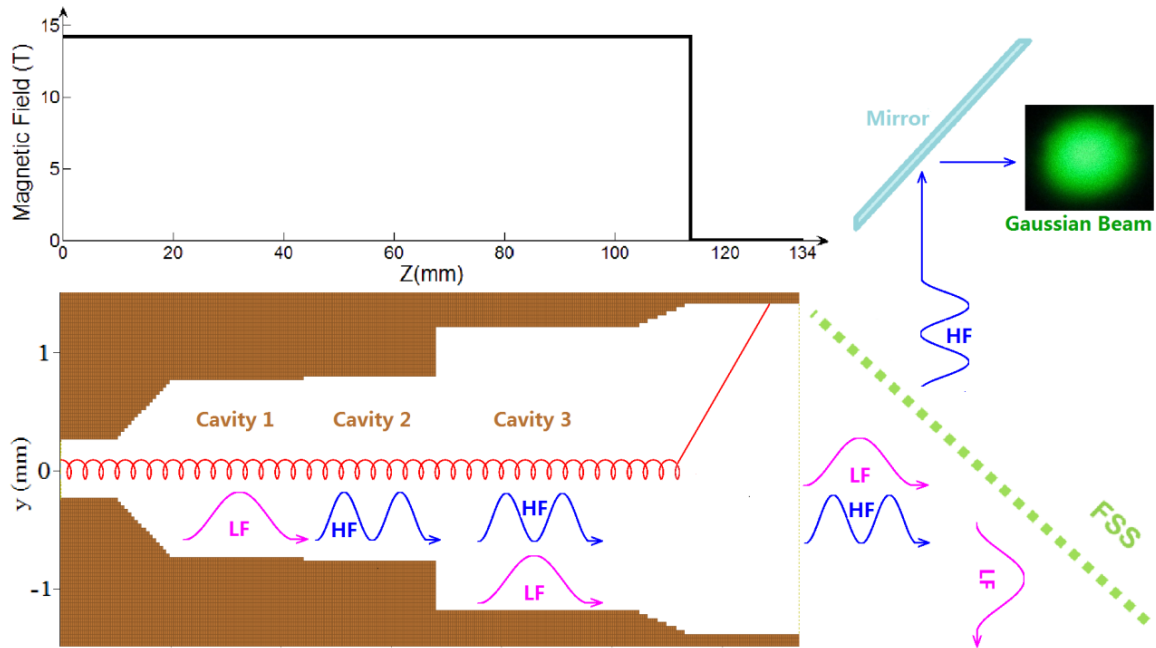 15
10
5
0
Magnetic Field (T)
0 20 40 60 80 100 120 134
Z(mm)
Mirror
Gaussian Beam
HF
1
0
-1
y (mm)
Cavity 1 Cavity 2 Cavity 3
LF
HF
HF
LF
LF
HF
FSS
LF